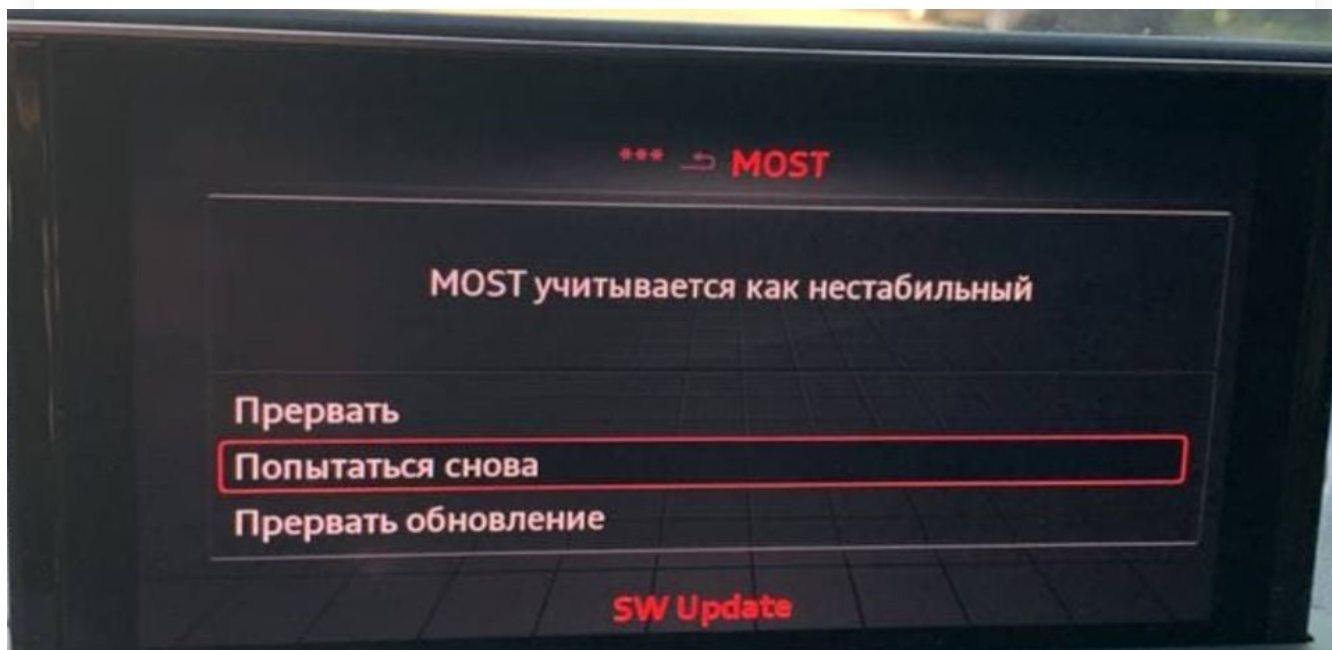 *** MOST
MOST учитывается как нестабильный
Прервать
Попытаться снова
Прервать обновление
SW Update